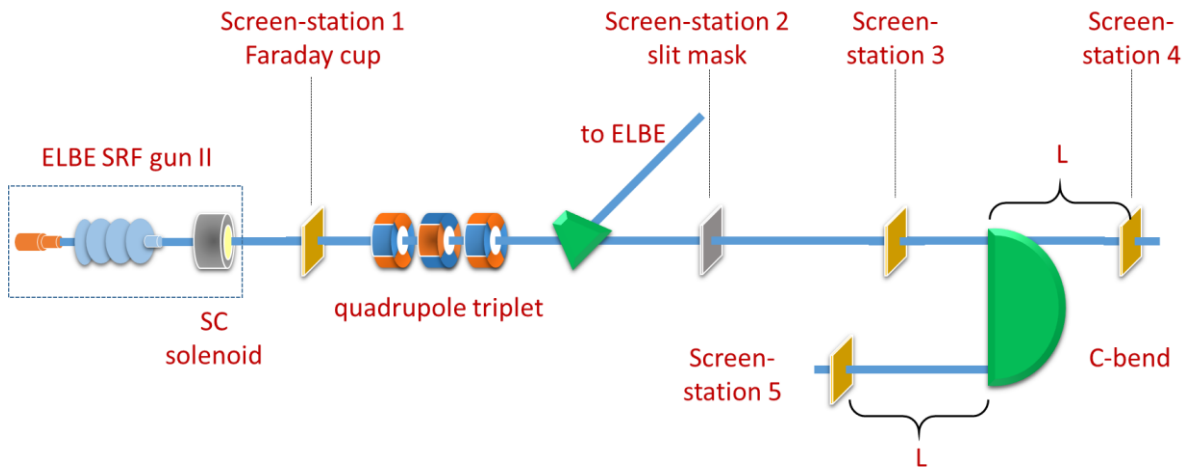 Screen-station 1
Faraday cup
Screen-station 2
slit mask
Screen-
station 3
Screen-
station 4
to ELBE
ELBE SRF gun II
L
SC
solenoid
quadrupole triplet
Screen-
station 5
C-bend
L